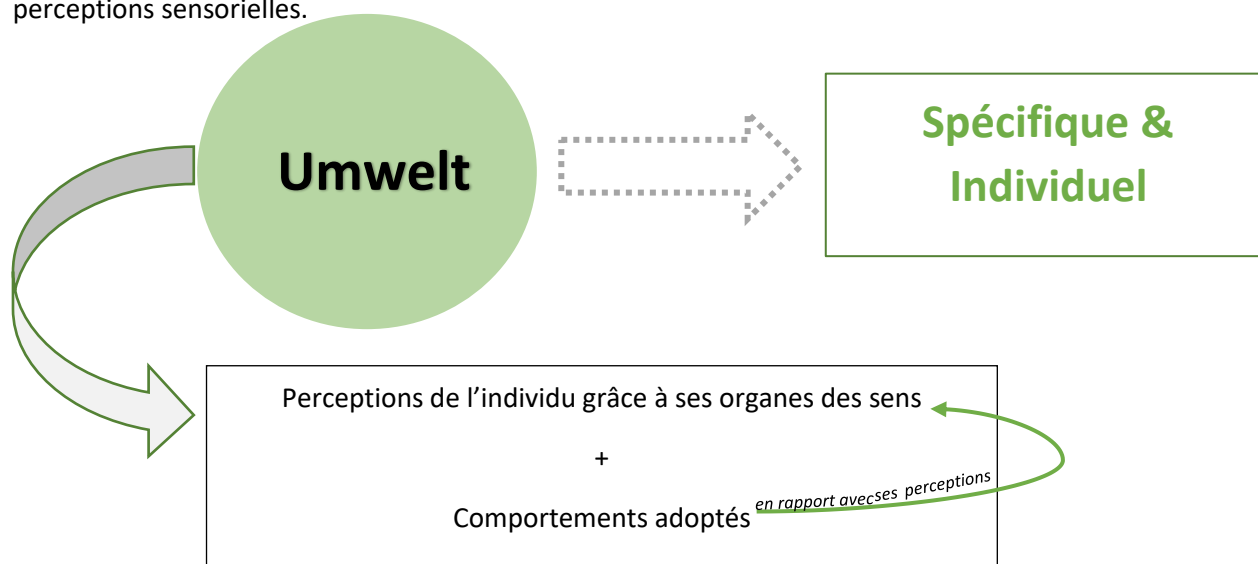 perceptions sensorielles.
Umwelt
Spécifique &
Individuel
Perceptions de l’individu grâce à ses organes des sens
+
Comportements adoptés
en rapport avecses perceptions